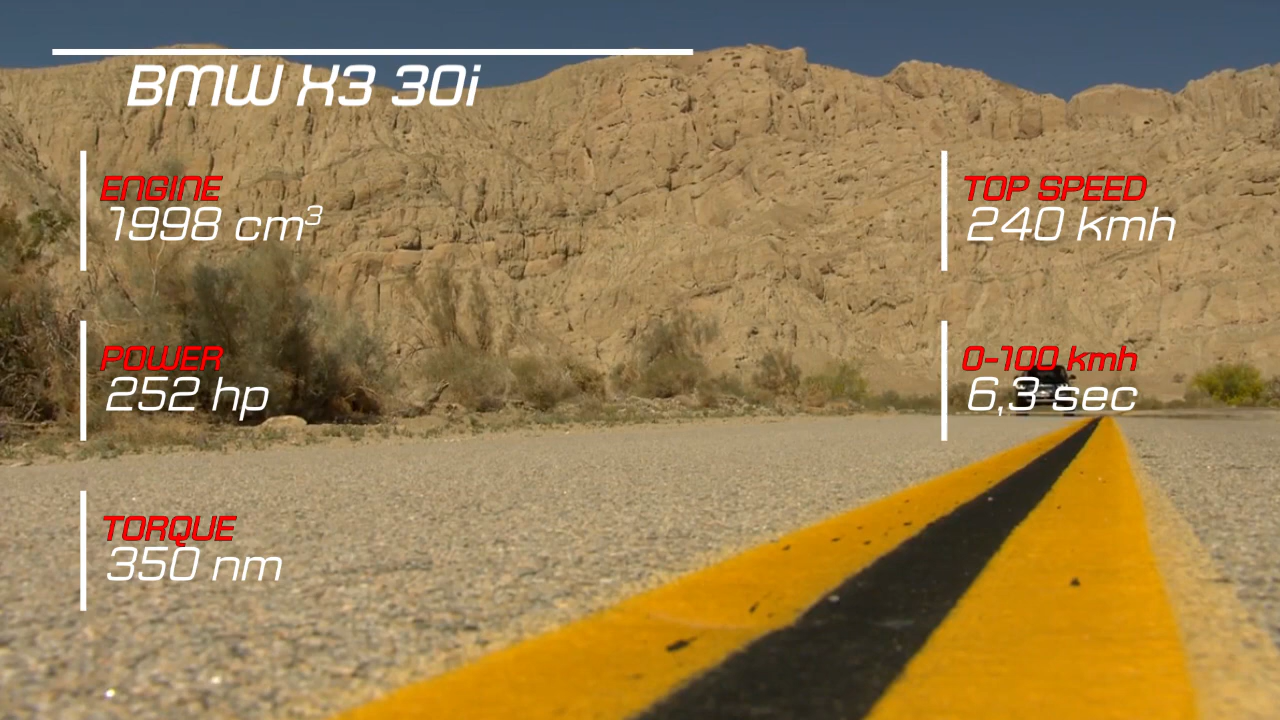 BMW X3 30i
ENGINE
1998 cm³
POWER
252 hp
TORQUE
350 nm
TOP SPEED
240 kmh
0-100 kmh
6,3 sec